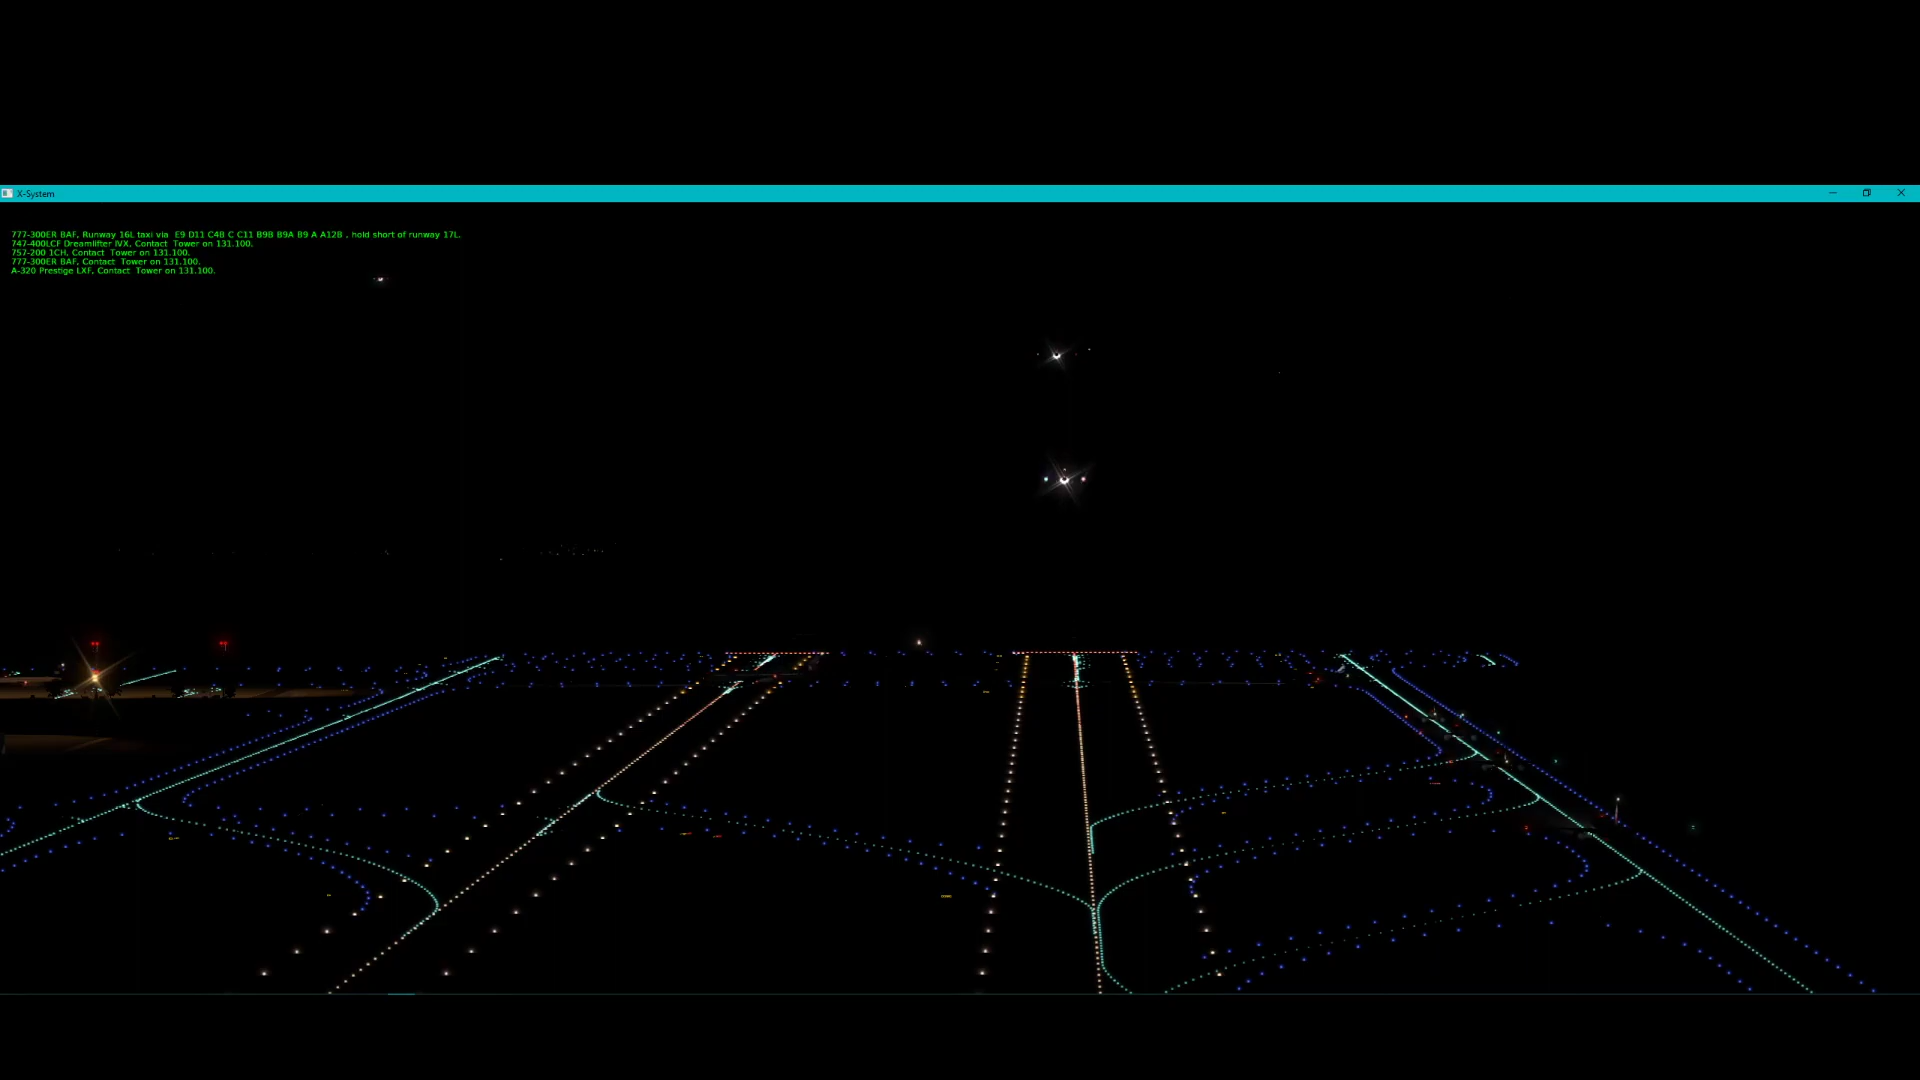 X-System
777-300ER BAF, Runway 16L taxi via  E9 D11 C4B C C11 B9B B9A B9 A A12B , hold short of runway 17L.
747-400LCF Dreamlifter IVX, Contact  Tower on 131.100.
757-200 1CH, Contact  Tower on 131.100.
777-300ER BAF, Contact  Tower on 131.100.
A-320 Prestige LXF, Contact  Tower on 131.100.